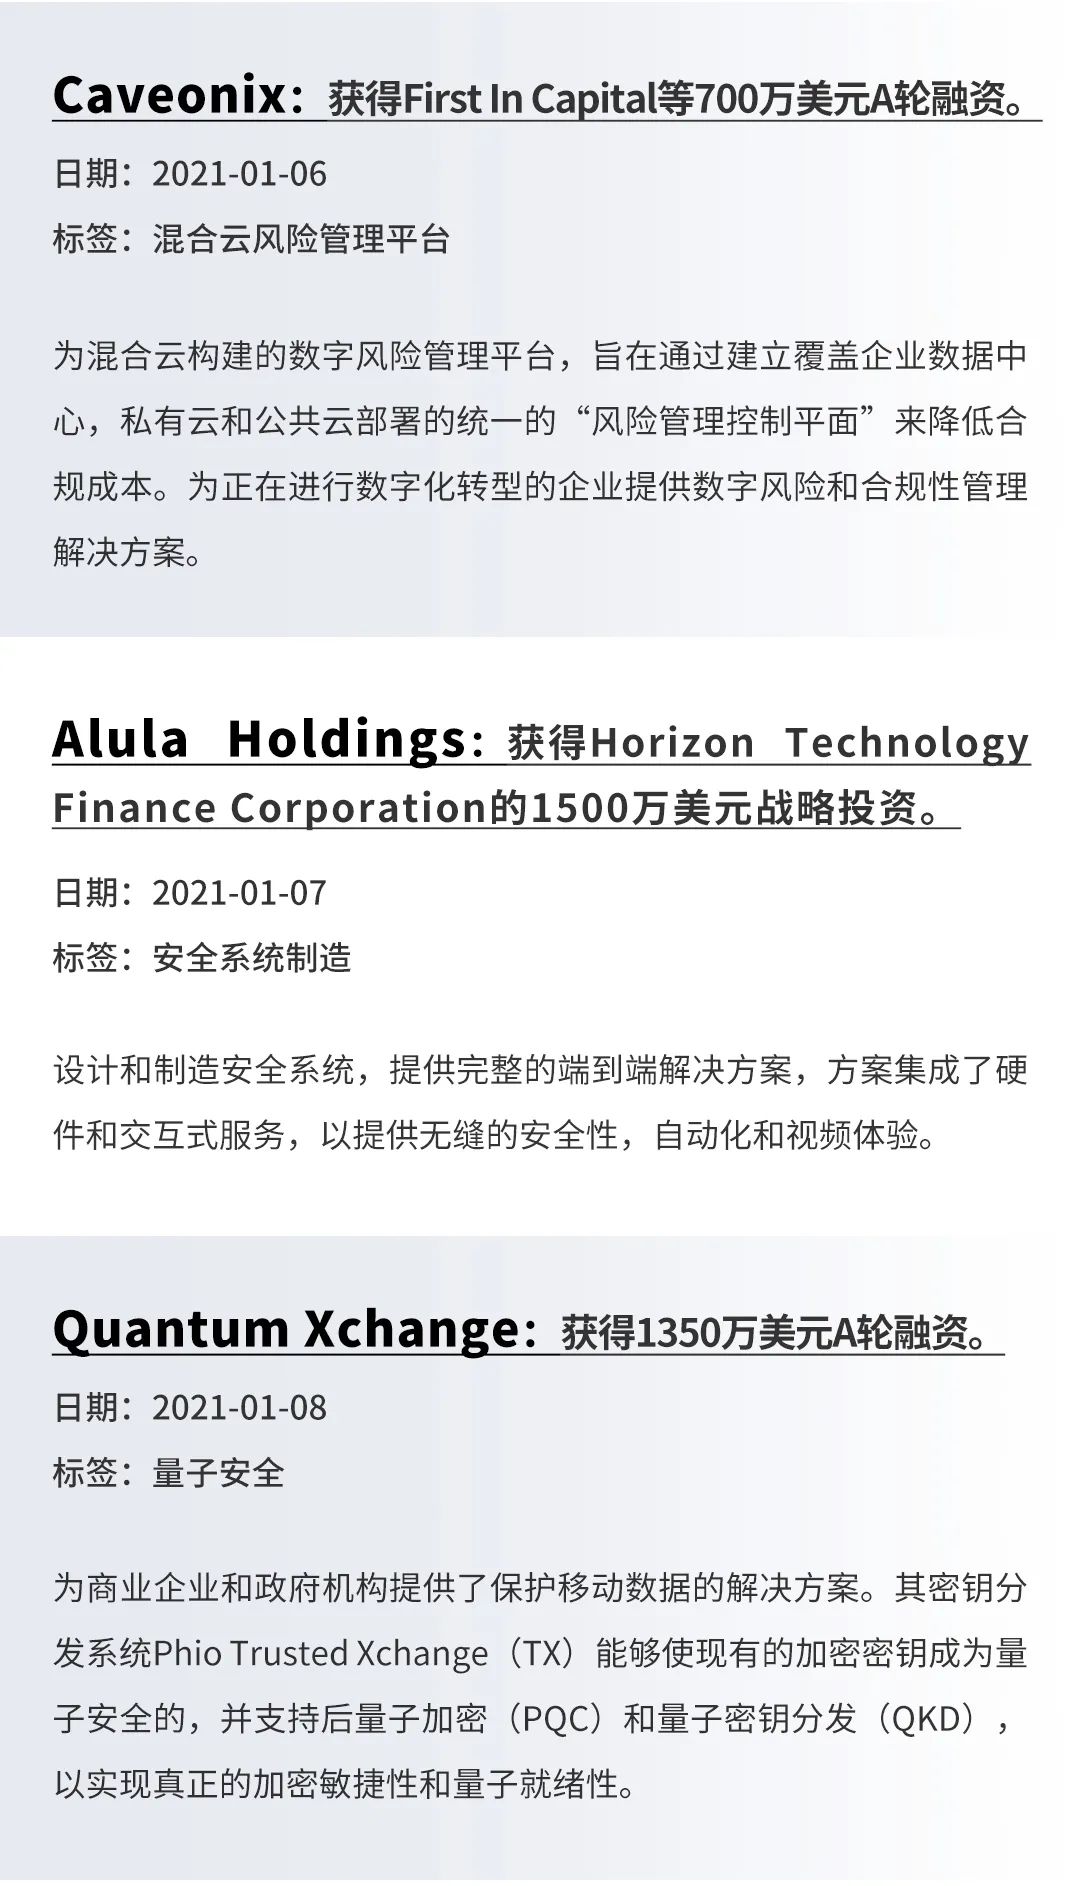 Caveonix：获得First In Capital等700万美元A轮融资。
日期：2021-01-06
标签：混合云风险管理平台
为混合云构建的数字风险管理平台，旨在通过建立覆盖企业数据中
心，私有云和公共云部署的统一的“风险管理控制平面”来降低合
规成本。为正在进行数字化转型的企业提供数字风险和合规性管理
解决方案。
Alula Holdings：获得Horizon Technology
Finance Corporation的1500万美元战略投资。
日期：2021-01-07
标签：安全系统制造
设计和制造安全系统，提供完整的端到端解决方案，方案集成了硬
件和交互式服务，以提供无缝的安全性，自动化和视频体验。
Quantum Xchange：获得1350万美元A轮融资。
日期：2021-01-08
标签：量子安全
为商业企业和政府机构提供了保护移动数据的解决方案。其密钥分
发系统Phio Trusted Xchange（TX）能够使现有的加密密钥成为量
子安全的，并支持后量子加密（PQC）和量子密钥分发（QKD），
以实现真正的加密敏捷性和量子就绪性。